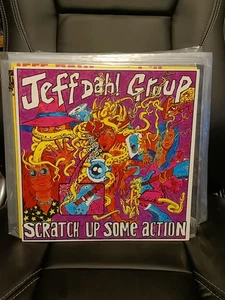 Jeff Dahl Group
SCRATCH UP SOME ACTION